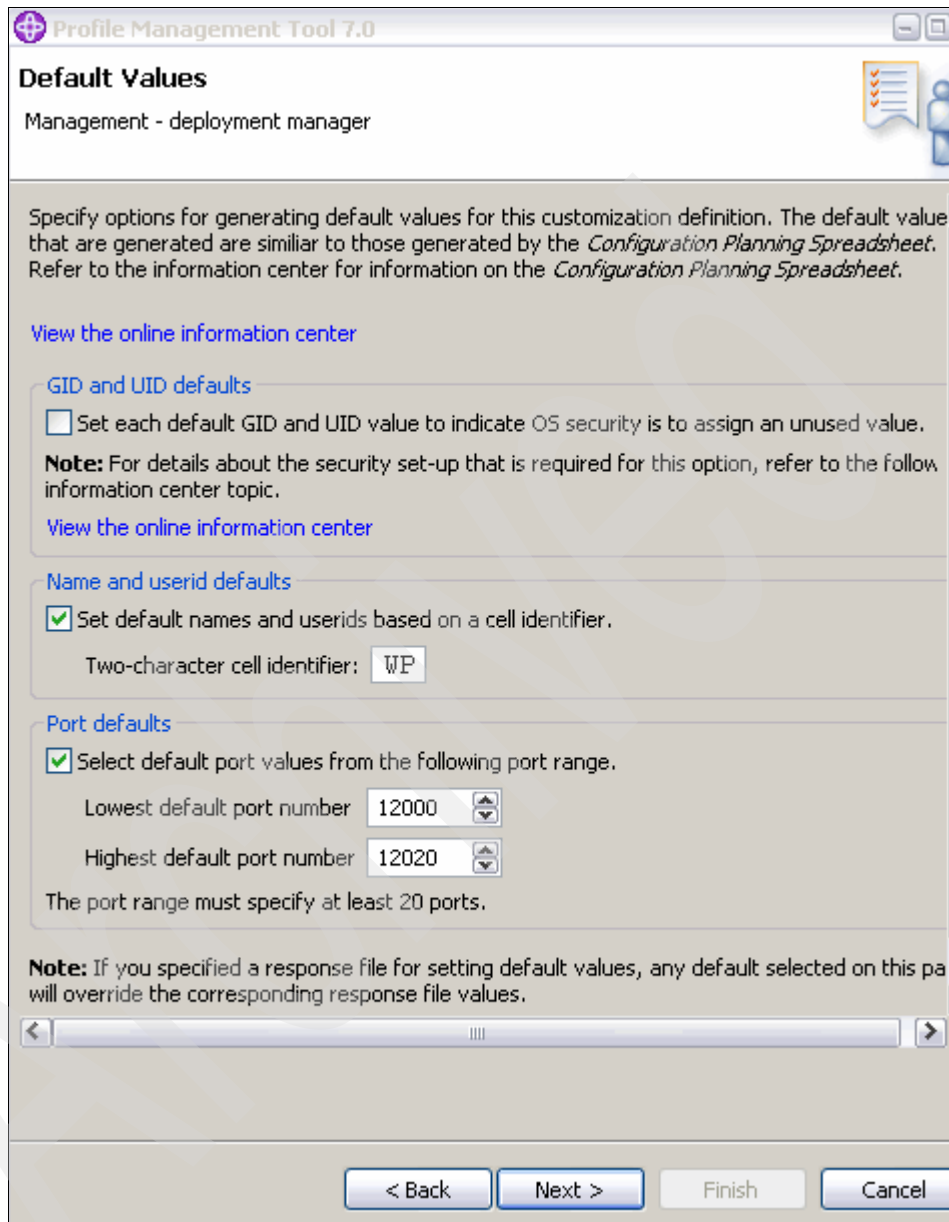 Profile Management Tool 7.0
Default Values
Management - deployment manager
Specify options for generating default values for this customization definition. The default value
that are generated are similiar to those generated by the Configuration Planning Spreadsheet.
Refer to the information center for information on the Configuration Planning Spreadsheet.
View the online information center
GID and UID defaults
Set each default GID and UID value to indicate OS security is to assign an unused value.
Note: For details about the security set-up that is required for this option, refer to the follow
information center topic.
View the online information center
Name and userid defaults
Set default names and userids based on a cell identifier.
Two-character cell identifier: WP
Port defaults
Select default port values from the following port range.
Lowest default port number 12000
Highest default port number 12020
The port range must specify at least 20 ports.
Note: If you specified a response file for setting default values, any default selected on this pa
will override the corresponding response file values.
< Back Next > Finish Cancel